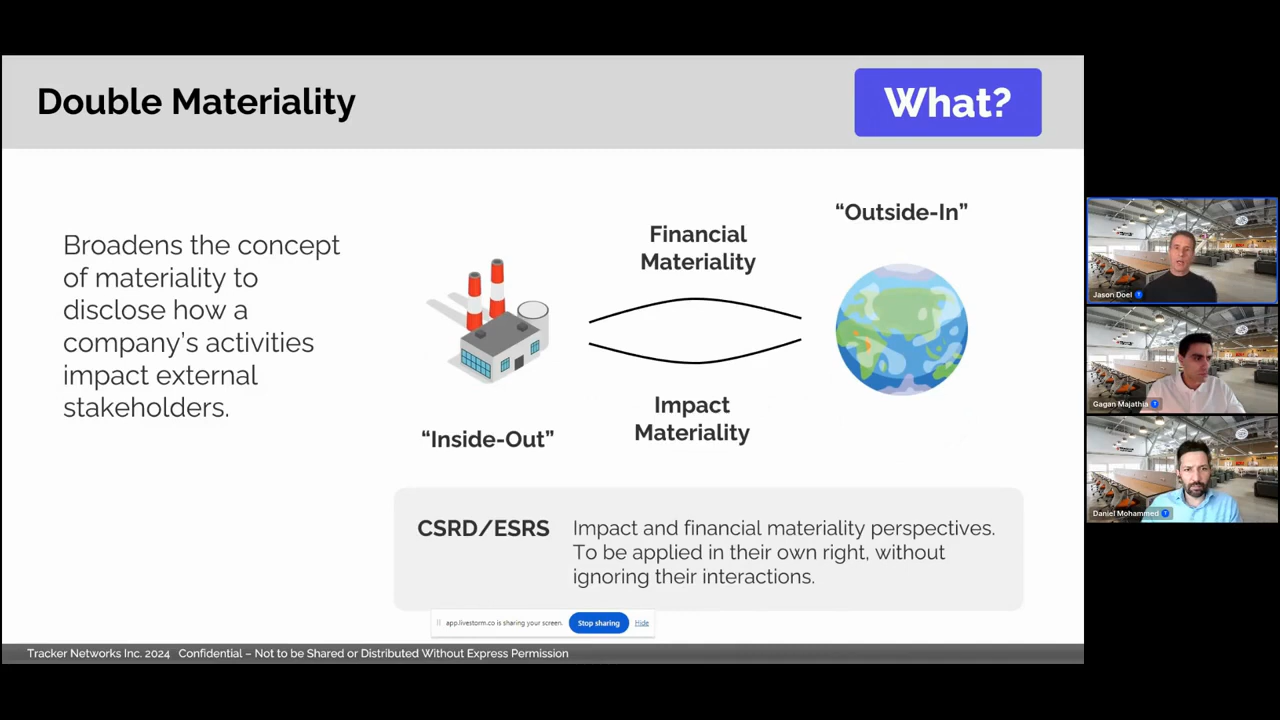 Double Materiality
What?
Broadens the concept
of materiality to
disclose how a
company's activities
impact external
stakeholders.
"Outside-In"
Financial
Materiality
Impact
Materiality
"Inside-Out"
CSRD/ESRS
Impact and financial materiality perspectives.
To be applied in their own right, without
ignoring their interactions.
app.livestorm.co is sharing your screen.
Stop sharing
Hide
Tracker Networks Inc. 2024 Confidential – Not to be Shared or Distributed Without Express Permission
Jason Doel
Gagan Majathia
Daniel Mohammed